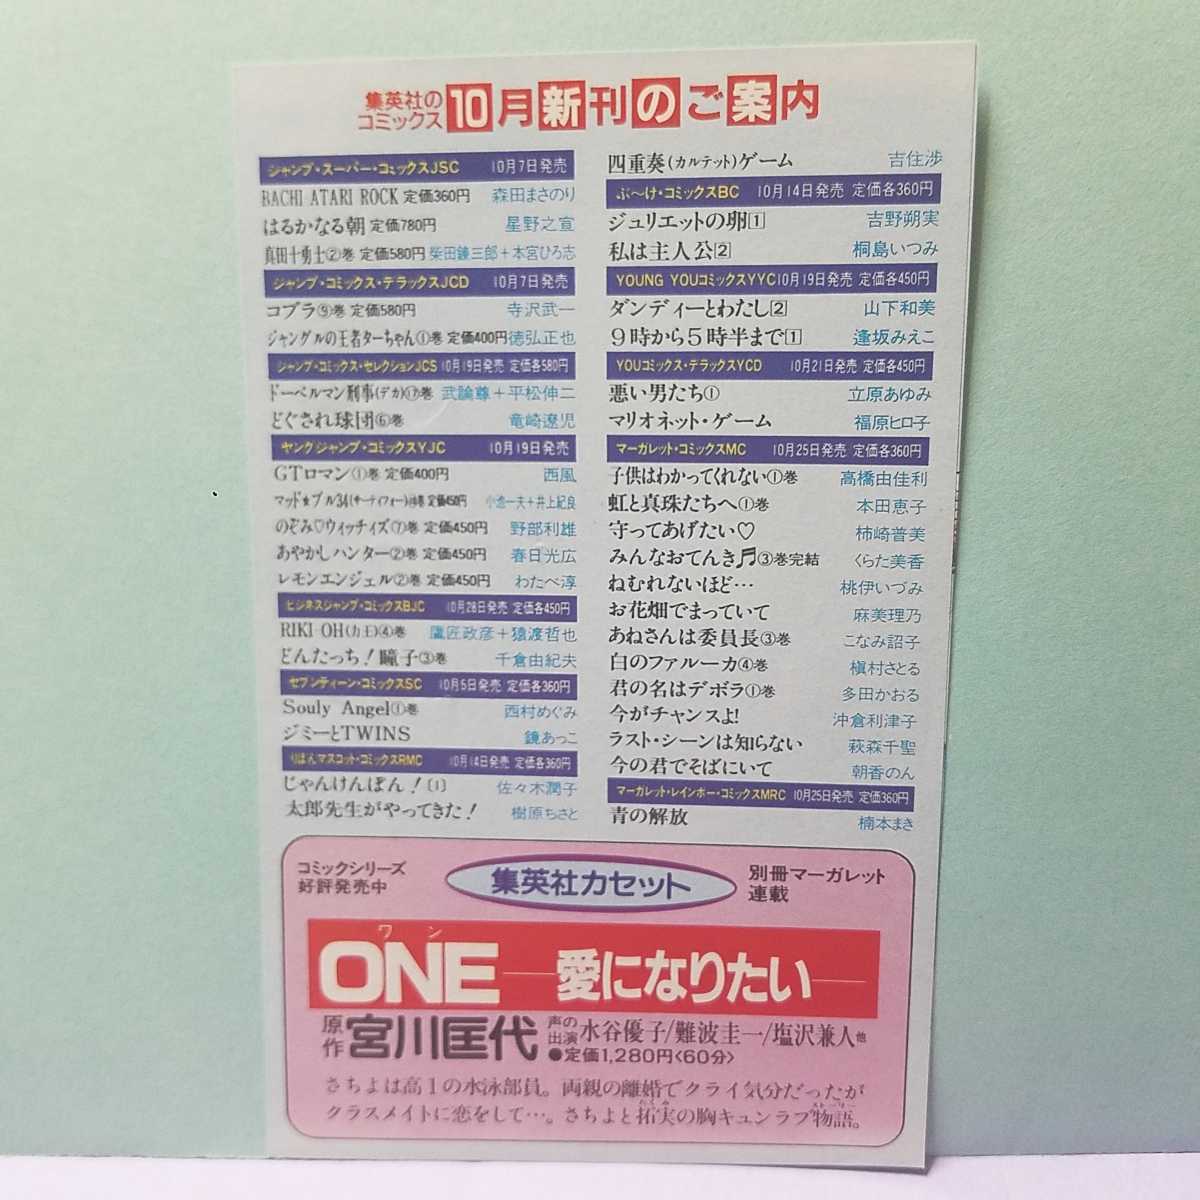 集英社の
コミックス
10月新刊のご案内
ジャンプ・スーパー・コミックスJSC 10月7日発売
BACHI ATARI ROCK 定価360円 森田まさのり
はるかなる朝 定価780円 星野之宣
真田十勇士②巻 定価580円 柴田錬三郎+本宮ひろ志
ジャンプ・コミックス・デラックスJCD 10月7日発売
コブラ⑨巻 定価580円 寺沢武一
ジャングルの王者ターちゃん①巻 定価400円 徳弘正也
ジャンプ・コミックス・セレクションJCS 10月19日発売 定価各580円
ドーベルマン刑事(デカ)⑰巻 武論尊+平松伸二
どぐされ球団⑥巻 竜崎遼児
ヤングジャンプ・コミックスYJC 10月19日発売
GTロマン①巻 定価400円 西風
マッド★ブル34(サーティフォー) 定価450円 小池一夫+井上紀良
のぞみ♡ウィッチィズ⑦巻 定価450円 野部利雄
あやかしハンター②巻 定価450円 春日光広
レモンエンジェル②巻 定価450円 わたべ淳
ビジネスジャンプ・コミックスBJC 10月28日発売 定価各450円
RIKI-OH(力王)④巻 鷹匠政彦+猿渡哲也
どんたっち!瞳子③巻 千倉由紀夫
セブンティーン・コミックスSC 10月5日発売 定価各360円
Souly Angel①巻 西村めぐみ
ジミーとTWINS 鏡あっこ
りぼんマスコット・コミックスRMC 10月14日発売 定価各360円
じゃんけんぽん!〔1〕 佐々木潤子
太郎先生がやってきた! 樹原ちさと
四重奏(カルテット)ゲーム 吉住渉
ぶ〜け・コミックスBC 10月14日発売 定価各360円
ジュリエットの卵1 吉野朔実
私は主人公2 桐島いつみ
YOUNG YOUコミックスYYC 10月19日発売 定価各450円
ダンディーとわたし2 山下和美
9時から5時半まで1 逢坂みえこ
YOUコミックス・デラックスYCD 10月21日発売 定価各450円
悪い男たち① 立原あゆみ
マリオネット・ゲーム 福原ヒロ子
マーガレット・コミックスMC 10月25日発売 定価各360円
子供はわかってくれない①巻 高橋由佳利
虹と真珠たちへ①巻 本田恵子
守ってあげたい♡ 柿崎普美
みんなおてんき♬③巻完結 くらた美香
ねむれないほど… 桃伊いづみ
お花畑でまっていて 麻美理乃
あねさんは委員長③巻 こなみ詔子
白のファルーカ④巻 槇村さとる
君の名はデボラ①巻 多田かおる
今がチャンスよ! 沖倉利津子
ラスト・シーンは知らない 萩森千聖
今の君でそばにいて 朝香のん
マーガレット・レインボー・コミックスMRC 10月25日発売 定価360円
青の解放 楠本まき
コミックシリーズ
好評発売中
集英社カセット
別冊マーガレット
連載
ワン
ONE—愛になりたい—
原作 宮川匡代
声の出演 水谷優子/難波圭一/塩沢兼人他
●定価1,280円〈60分〉
さちよは高1の水泳部員。両親の離婚でクライ気分だったが
クラスメイトに恋をして…。さちよと拓実(たくみ)の胸キュンラブ物語(ストーリー)。